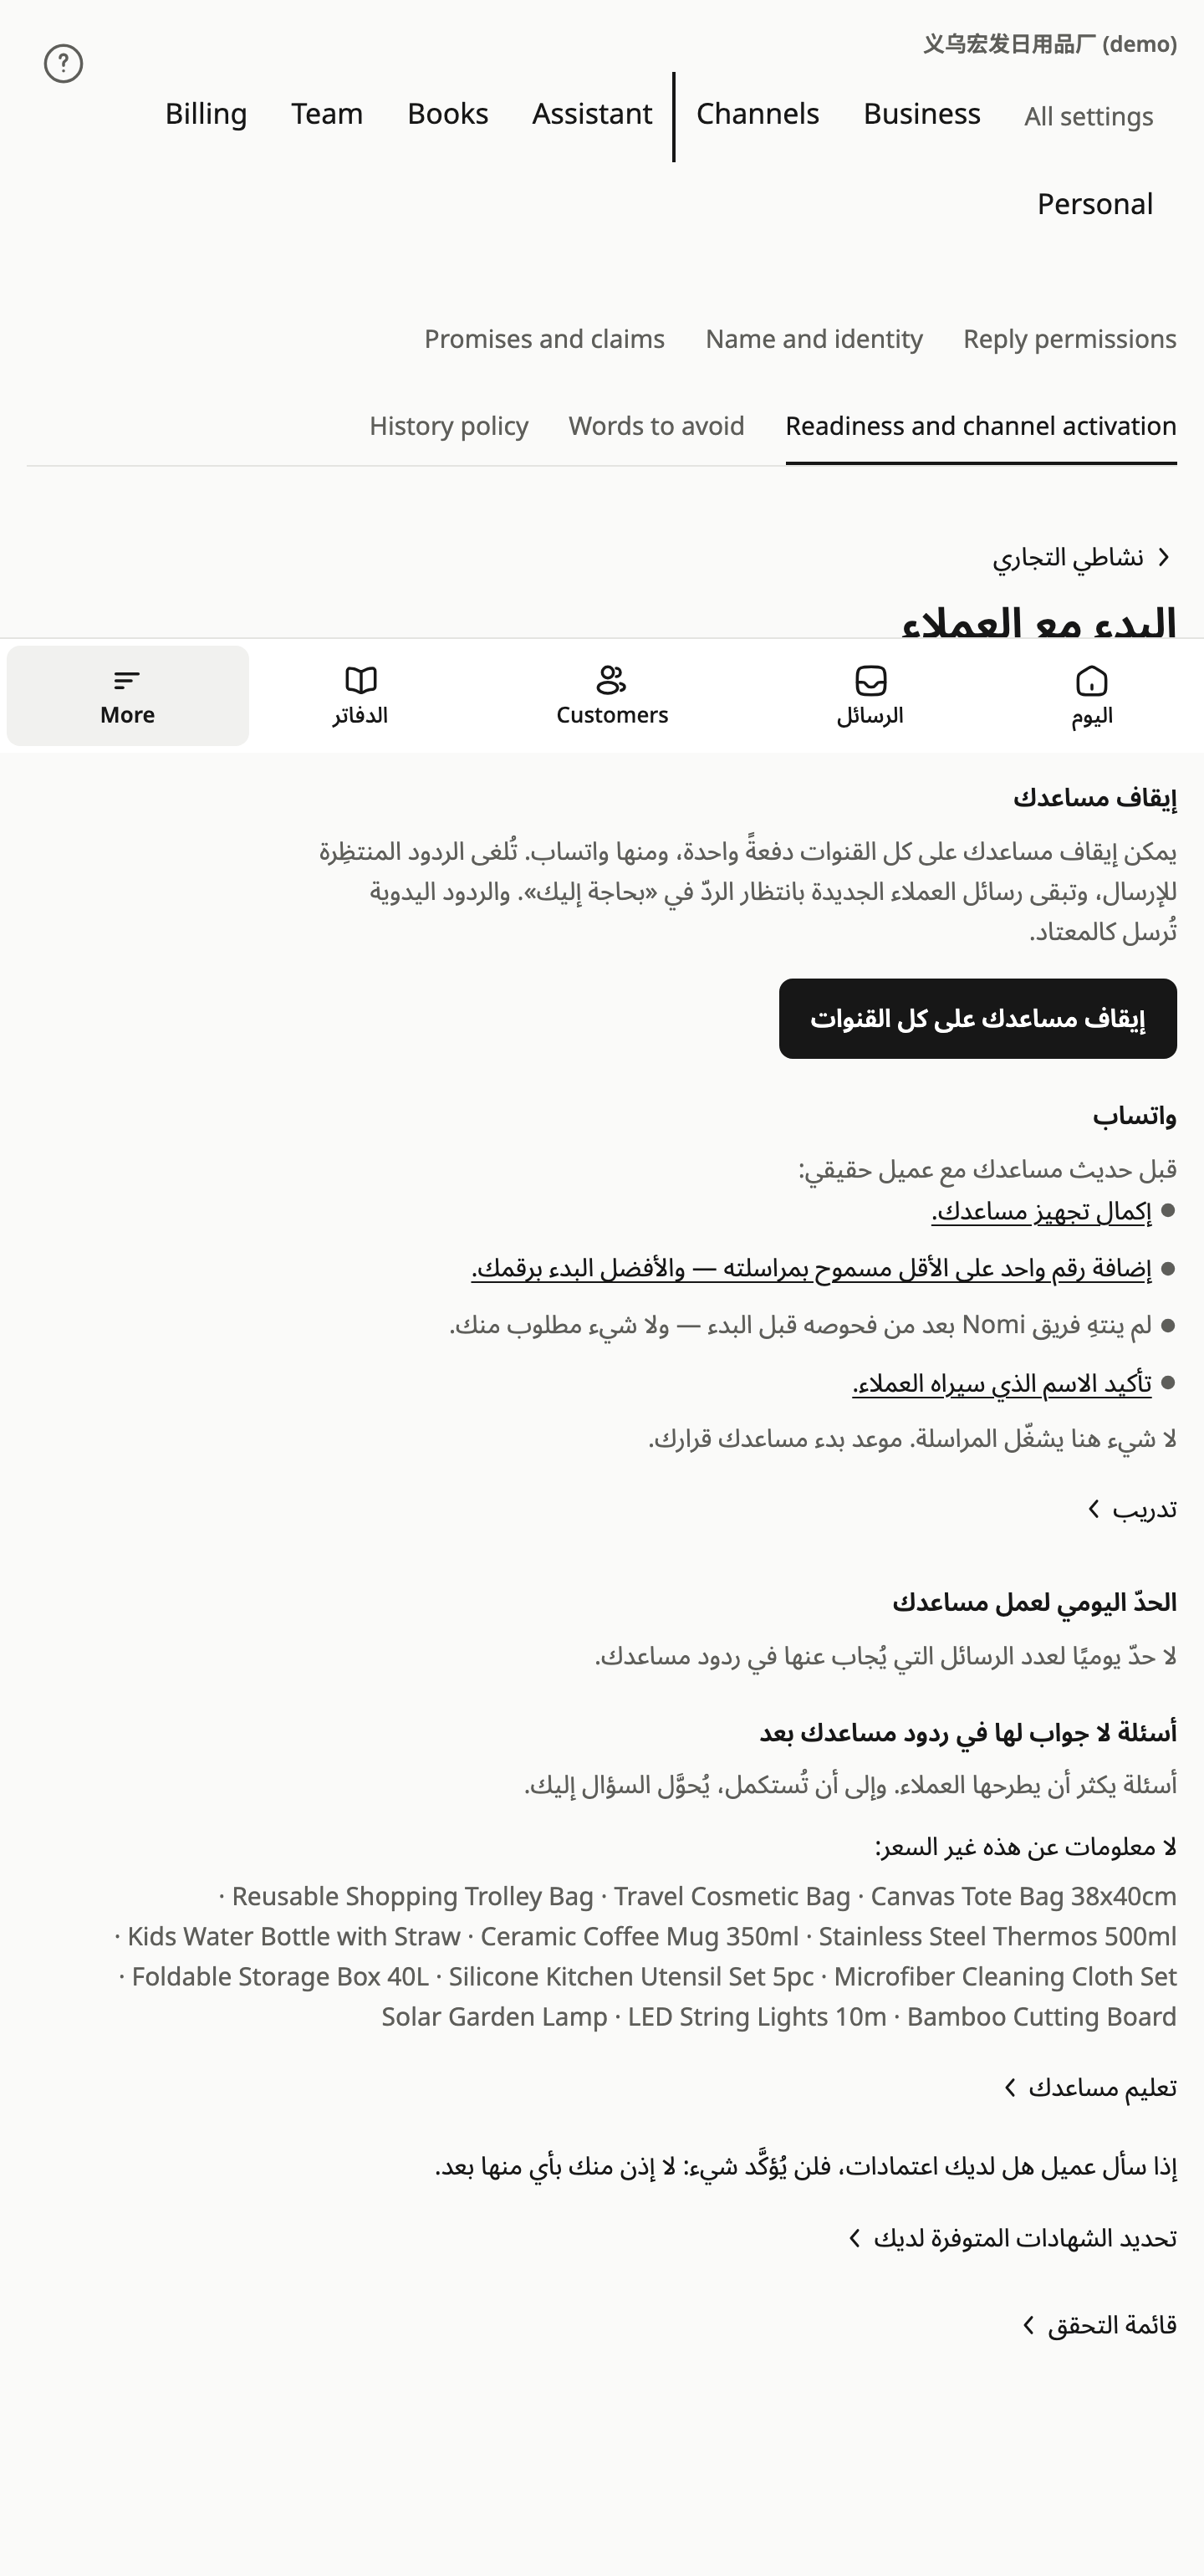 义乌宏发日用品厂 (demo)
All settings Business Channels Assistant Books Team Billing
Personal
Reply permissions Name and identity Promises and claims
Readiness and channel activation Words to avoid History policy
نشاطي التجاري
البدء مع العملاء
اليوم الرسائل Customers الدفاتر More
إيقاف مساعدك
يمكن إيقاف مساعدك على كل القنوات دفعةً واحدة، ومنها واتساب. تُلغى الردود المنتظِرة
للإرسال، وتبقى رسائل العملاء الجديدة بانتظار الردّ في «بحاجة إليك». والردود اليدوية
تُرسل كالمعتاد.
إيقاف مساعدك على كل القنوات
واتساب
قبل حديث مساعدك مع عميل حقيقي:
إكمال تجهيز مساعدك.
إضافة رقم واحد على الأقل مسموح بمراسلته — والأفضل البدء برقمك.
لم ينتهِ فريق Nomi بعد من فحوصه قبل البدء — ولا شيء مطلوب منك.
تأكيد الاسم الذي سيراه العملاء.
لا شيء هنا يشغّل المراسلة. موعد بدء مساعدك قرارك.
تدريب
الحدّ اليومي لعمل مساعدك
لا حدّ يوميًا لعدد الرسائل التي يُجاب عنها في ردود مساعدك.
أسئلة لا جواب لها في ردود مساعدك بعد
أسئلة يكثر أن يطرحها العملاء. وإلى أن تُستكمل، يُحوَّل السؤال إليك.
لا معلومات عن هذه غير السعر:
Canvas Tote Bag 38x40cm · Travel Cosmetic Bag · Reusable Shopping Trolley Bag ·
Stainless Steel Thermos 500ml · Ceramic Coffee Mug 350ml · Kids Water Bottle with Straw ·
Microfiber Cleaning Cloth Set · Silicone Kitchen Utensil Set 5pc · Foldable Storage Box 40L ·
Bamboo Cutting Board · LED String Lights 10m · Solar Garden Lamp
تعليم مساعدك
إذا سأل عميل هل لديك اعتمادات، فلن يُؤكَّد شيء: لا إذن منك بأي منها بعد.
تحديد الشهادات المتوفرة لديك
قائمة التحقق